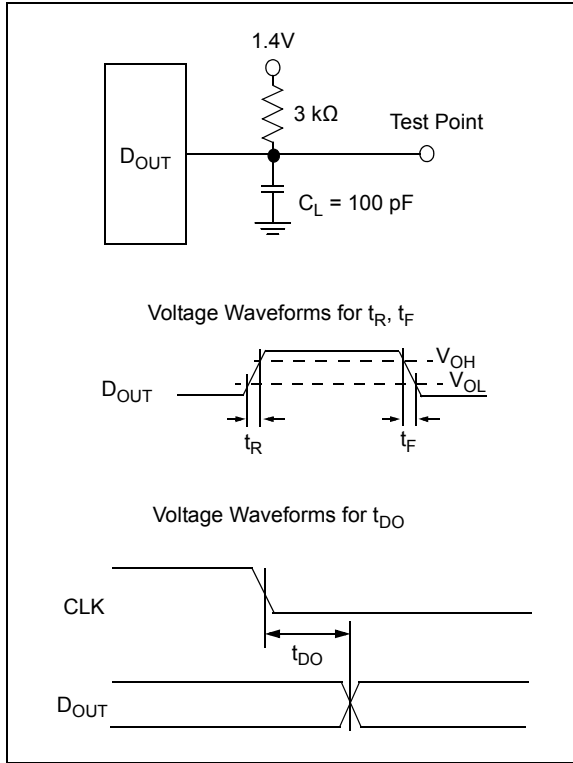 1.4V
3 kΩ
Test Point
DOUT
CL = 100 pF
Voltage Waveforms for tR, tF
VOH
VOL
DOUT
tR
tF
Voltage Waveforms for tDO
CLK
tDO
DOUT